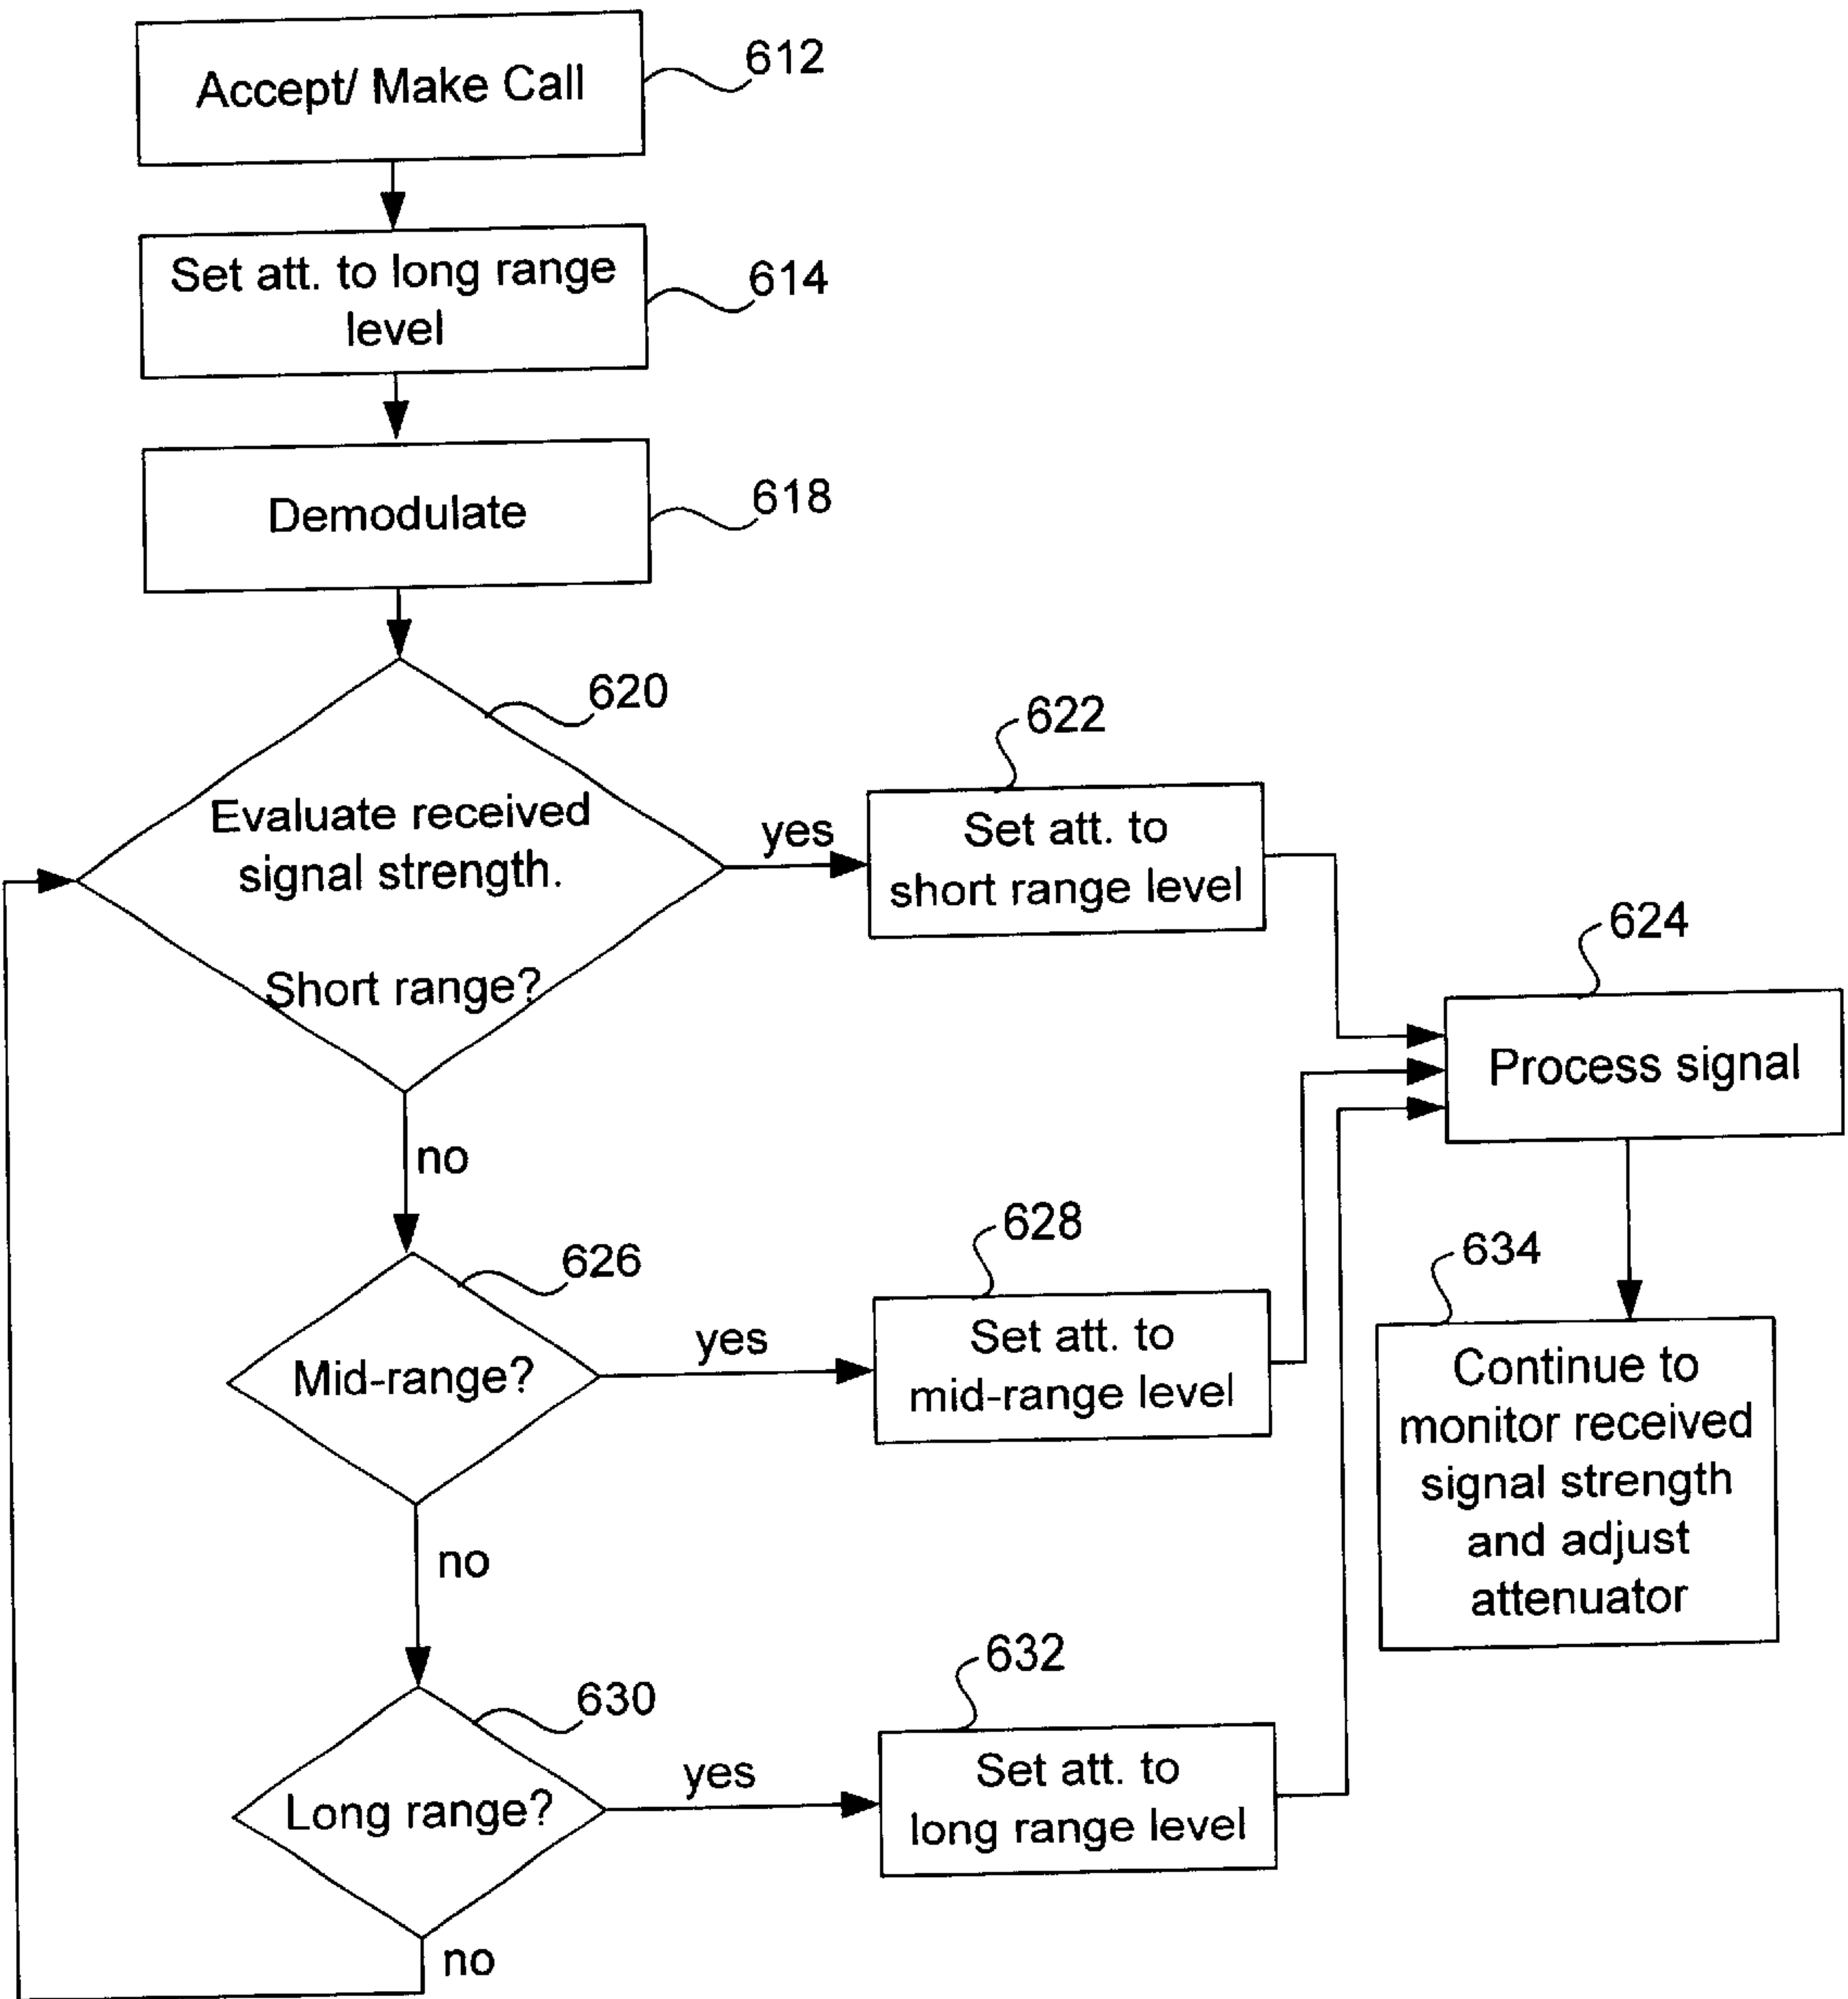 Accept/ Make Call
612
Set att. to long range
level
614
Demodulate
618
620
Evaluate received
signal strength.
Short range?
yes
622
Set att. to
short range level
624
Process signal
no
626
Mid-range?
yes
628
Set att. to
mid-range level
634
Continue to
monitor received
signal strength
and adjust
attenuator
no
630
Long range?
yes
632
Set att. to
long range level
no